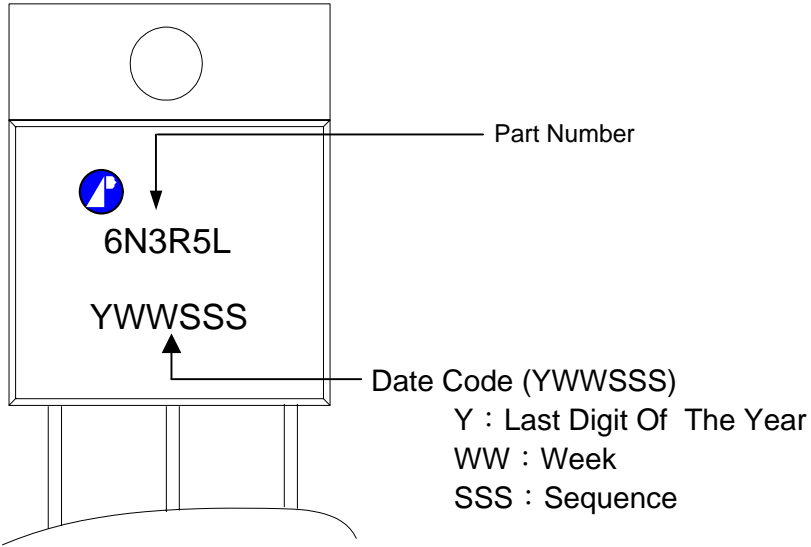 Part Number
6N3R5L
YWWSSS
Date Code (YWWSSS)
Y：Last Digit Of The Year
WW：Week
SSS：Sequence